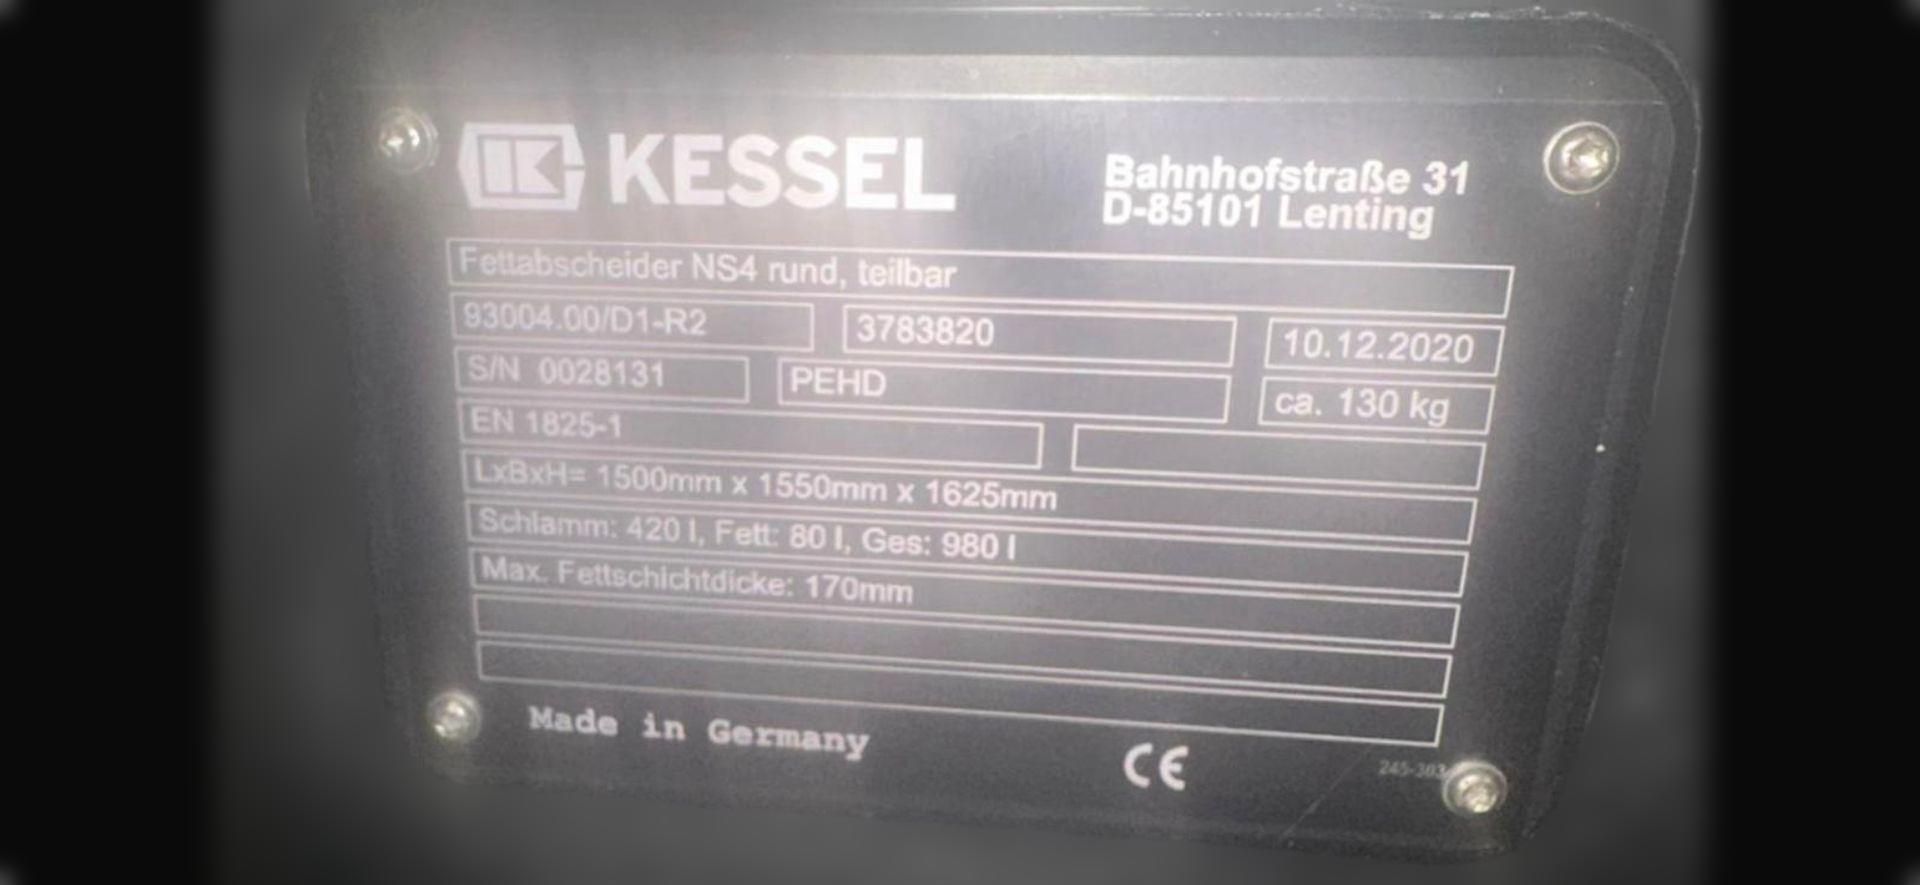 KESSEL
Bahnhofstraße 31
D-85101 Lenting
Fettabscheider NS4 rund, teilbar
93004.00/D1-R2 3783820 10.12.2020
S/N 0028131 PEHD ca. 130 kg
EN 1825-1
LxBxH= 1500mm x 1550mm x 1625mm
Schlamm: 420 l, Fett: 80 l, Ges: 980 l
Max. Fettschichtdicke: 170mm
Made in Germany CE